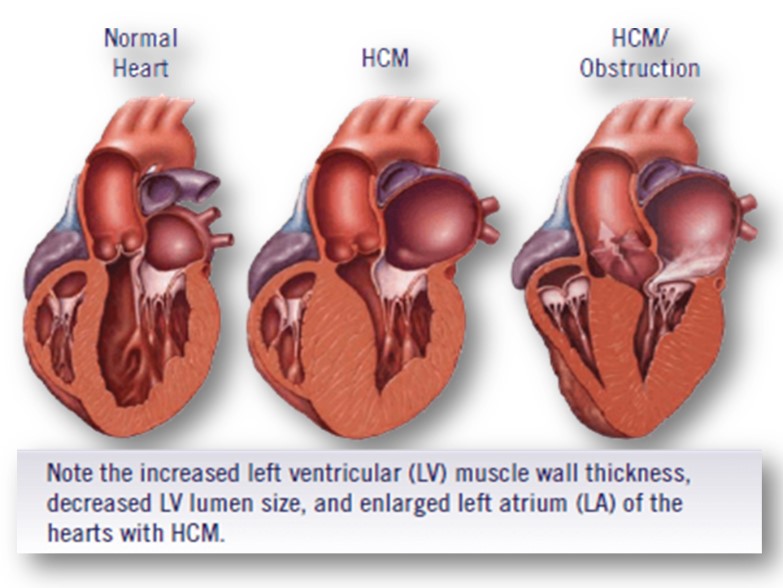 Normal
Heart
HCM
HCM/
Obstruction
Note the increased left ventricular (LV) muscle wall thickness,
decreased LV lumen size, and enlarged left atrium (LA) of the
hearts with HCM.